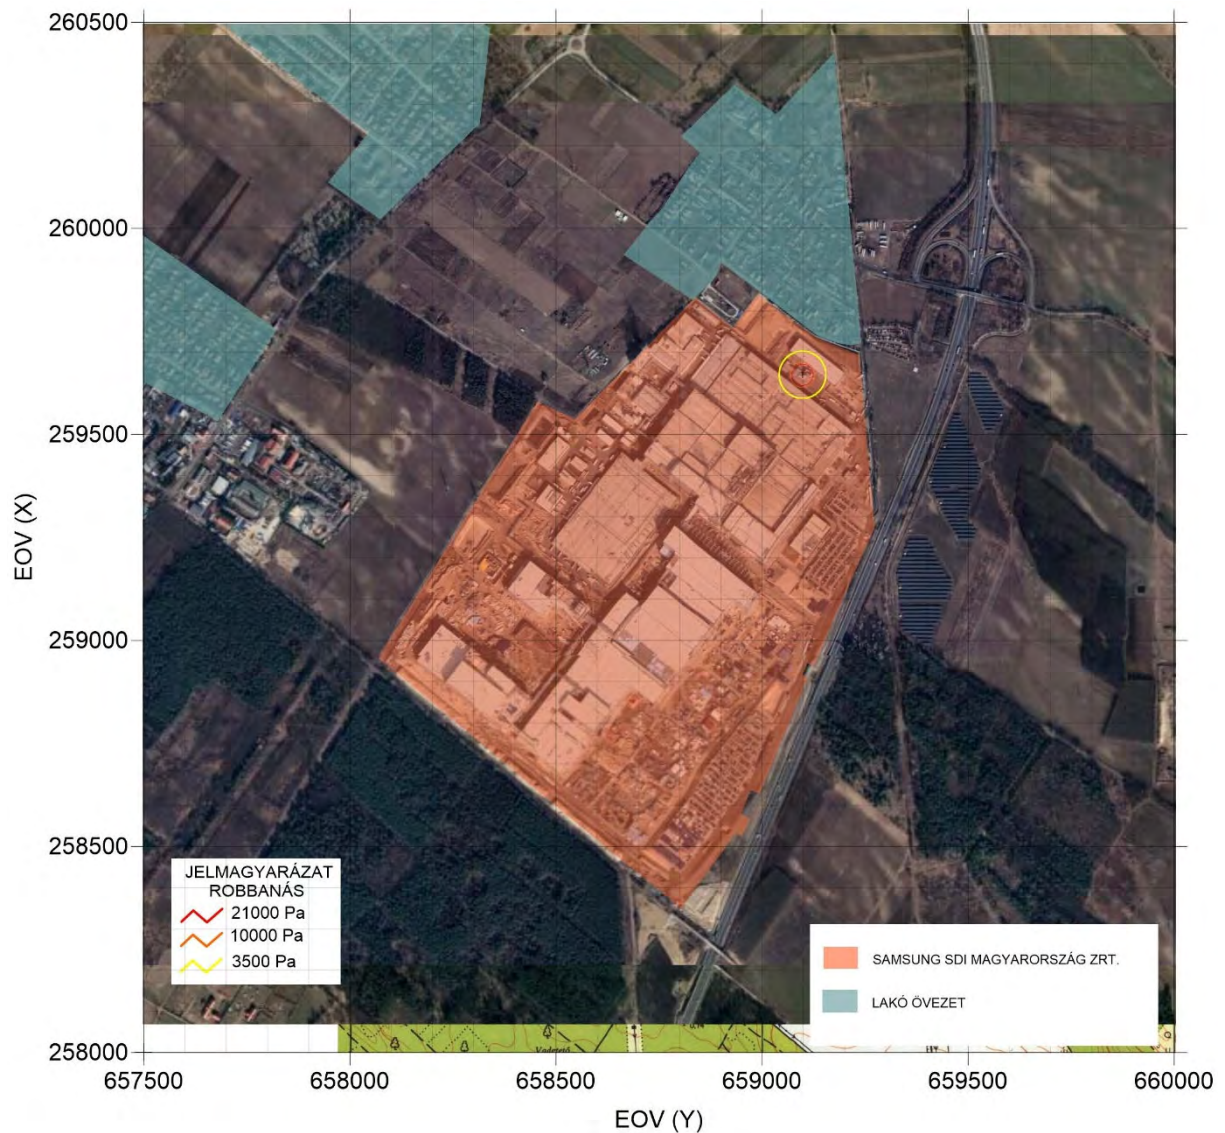 260500
260000
259500
259000
258500
258000
EOV (X)
JELMAGYARÁZAT
ROBBANÁS
21000 Pa
10000 Pa
3500 Pa
SAMSUNG SDI MAGYARORSZÁG ZRT.
LAKÓ ÖVEZET
657500 658000 658500 659000 659500 660000
EOV (Y)